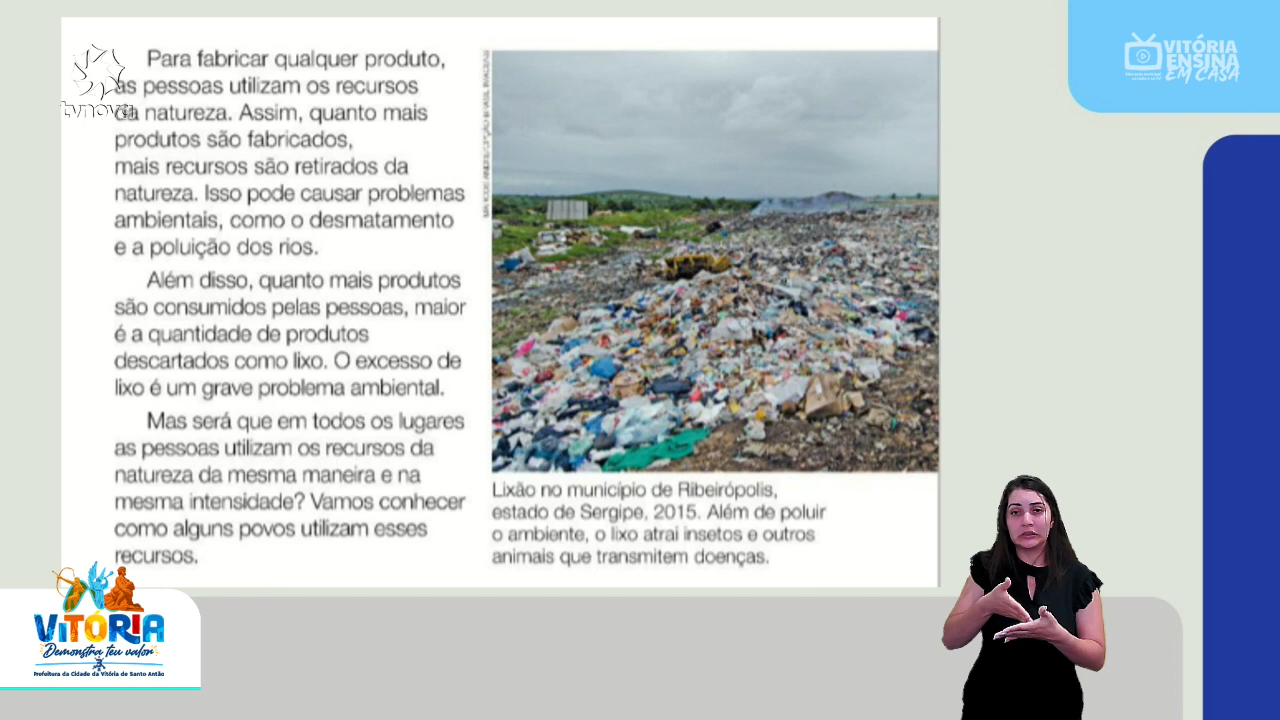 Para fabricar qualquer produto,
as pessoas utilizam os recursos
da natureza. Assim, quanto mais
produtos são fabricados,
mais recursos são retirados da
natureza. Isso pode causar problemas
ambientais, como o desmatamento
e a poluição dos rios.
Além disso, quanto mais produtos
são consumidos pelas pessoas, maior
é a quantidade de produtos
descartados como lixo. O excesso de
lixo é um grave problema ambiental.
Mas será que em todos os lugares
as pessoas utilizam os recursos da
natureza da mesma maneira e na
mesma intensidade? Vamos conhecer
como alguns povos utilizam esses
recursos.
Lixão no município de Ribeirópolis,
estado de Sergipe, 2015. Além de poluir
o ambiente, o lixo atrai insetos e outros
animais que transmitem doenças.
tvnova
VITÓRIA
ENSINA
EM CASA
VITÓRIA
Demonstra teu valor
Prefeitura da Cidade da Vitória de Santo Antão